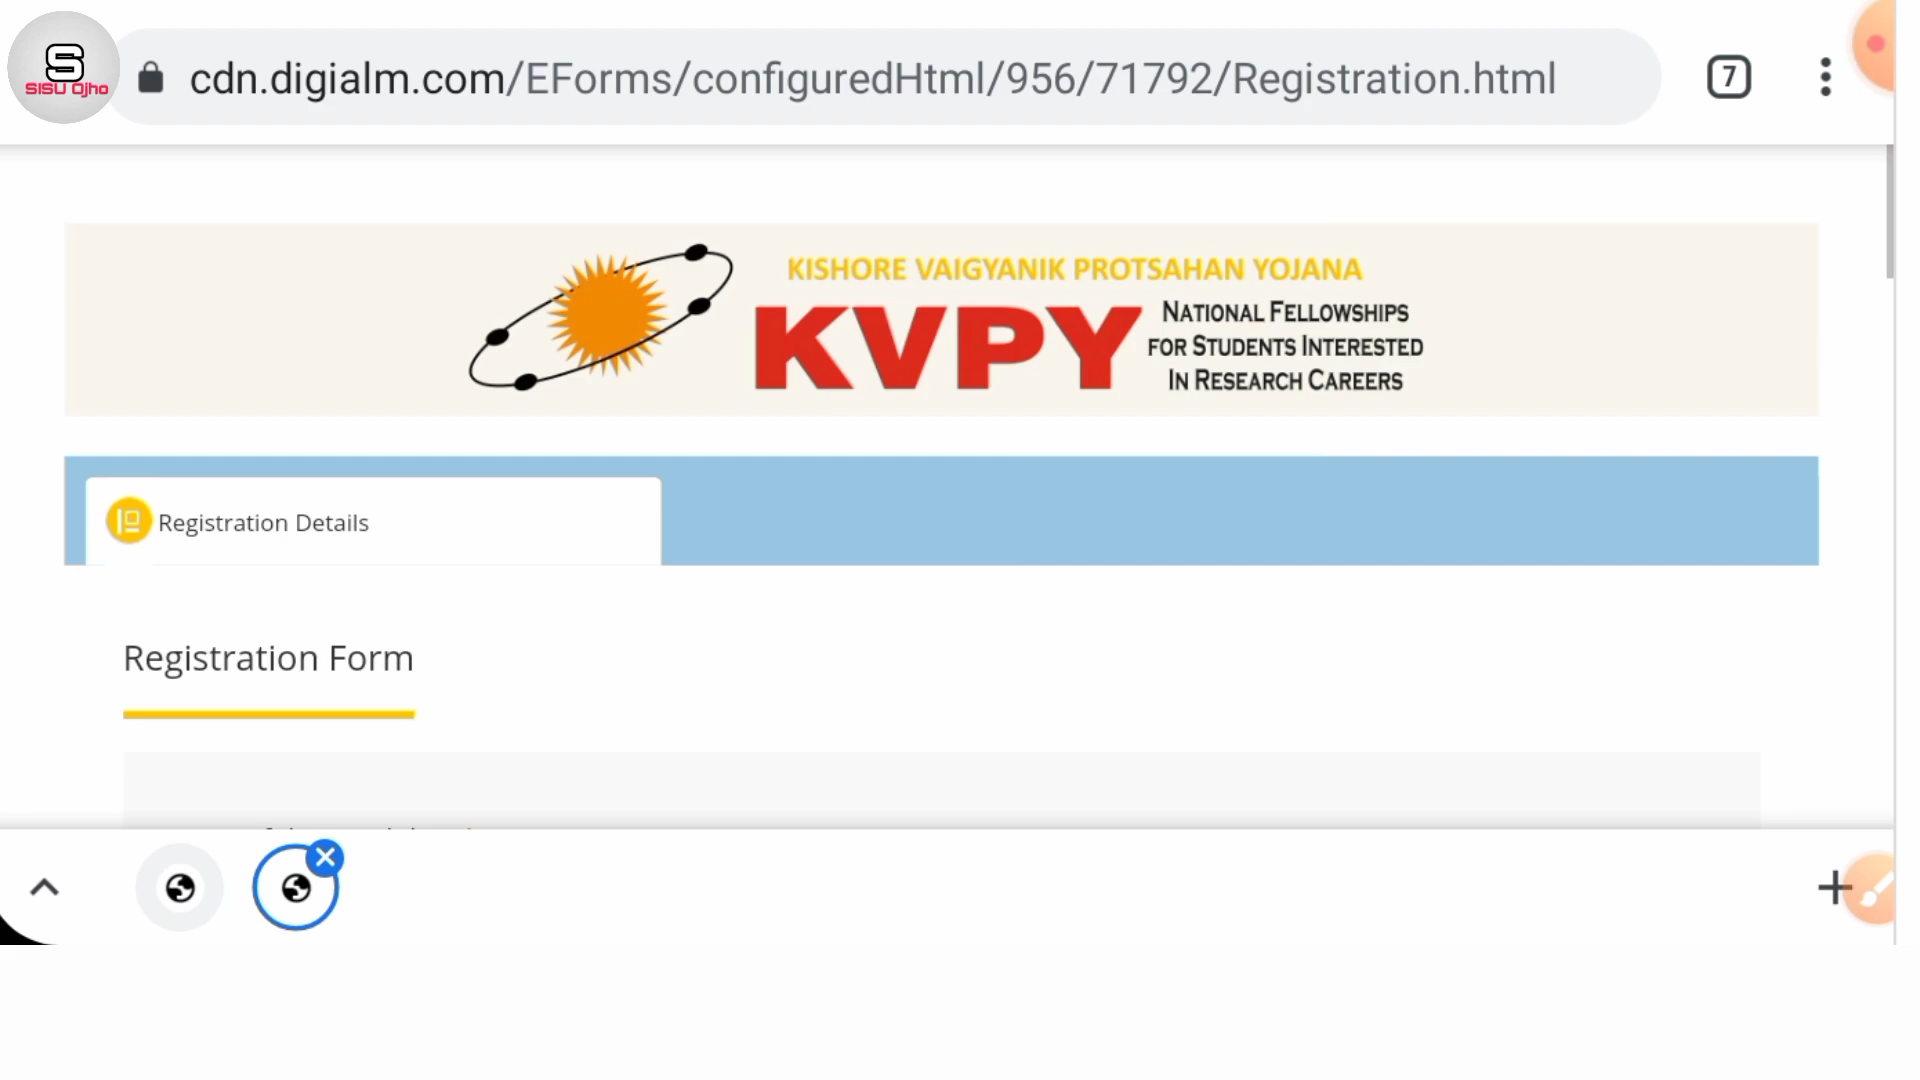 S
SISU Ojho
cdn.digialm.com/EForms/configuredHtml/956/71792/Registration.html
7
KISHORE VAIGYANIK PROTSAHAN YOJANA
KVPY
NATIONAL FELLOWSHIPS
FOR STUDENTS INTERESTED
IN RESEARCH CAREERS
Registration Details
Registration Form